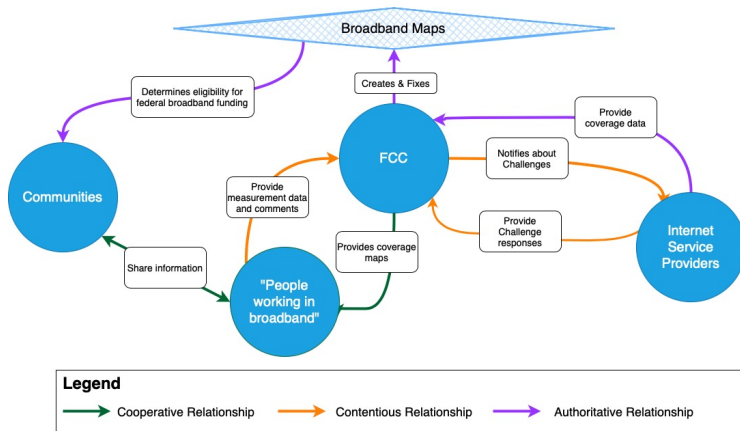 Broadband Maps
Determines eligibility for
federal broadband funding
Creates & Fixes
Provide
coverage data
FCC
Notifies about
Challenges
Communities
Provide
measurement data
and comments
Provide
Challenge
responses
Internet
Service
Providers
Provides coverage
maps
Share information
"People
working in
broadband"
Legend
Cooperative Relationship
Contentious Relationship
Authoritative Relationship